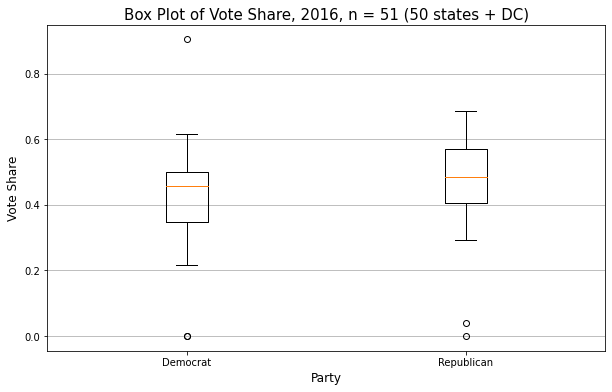 Box Plot of Vote Share, 2016, n = 51 (50 states + DC)
0.8
0.6
0.4
0.2
0.0
Vote Share
Democrat
Republican
Party